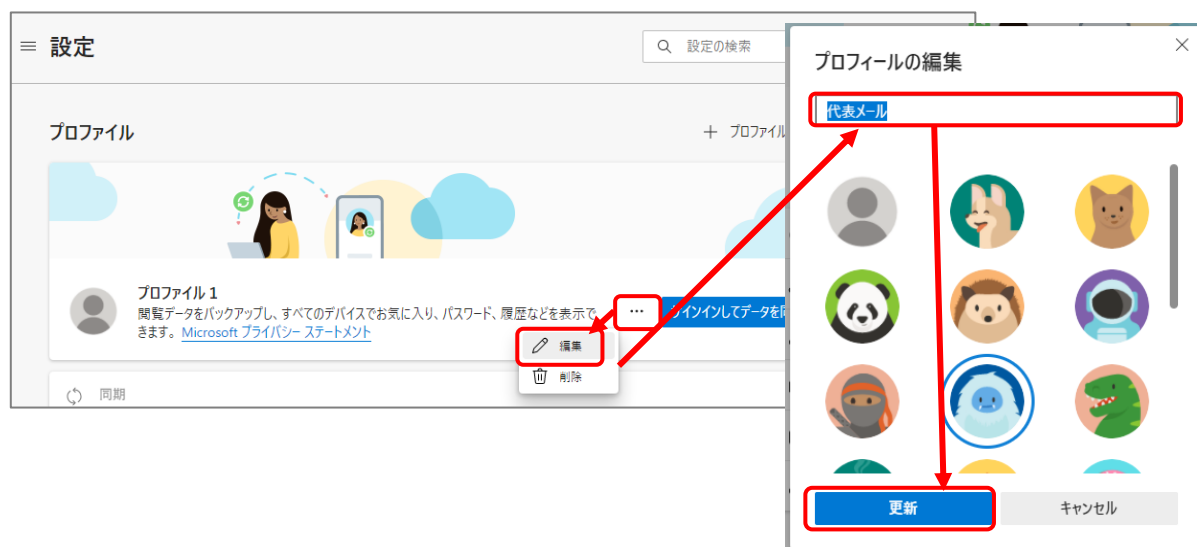 設定
設定の検索
プロファイル
プロファイル
プロファイル 1
閲覧データをバックアップし、すべてのデバイスでお気に入り、パスワード、履歴などを表示で
きます。Microsoft プライバシー ステートメント
インしてデータを
編集
削除
同期
プロフィールの編集
代表メール
更新
キャンセル